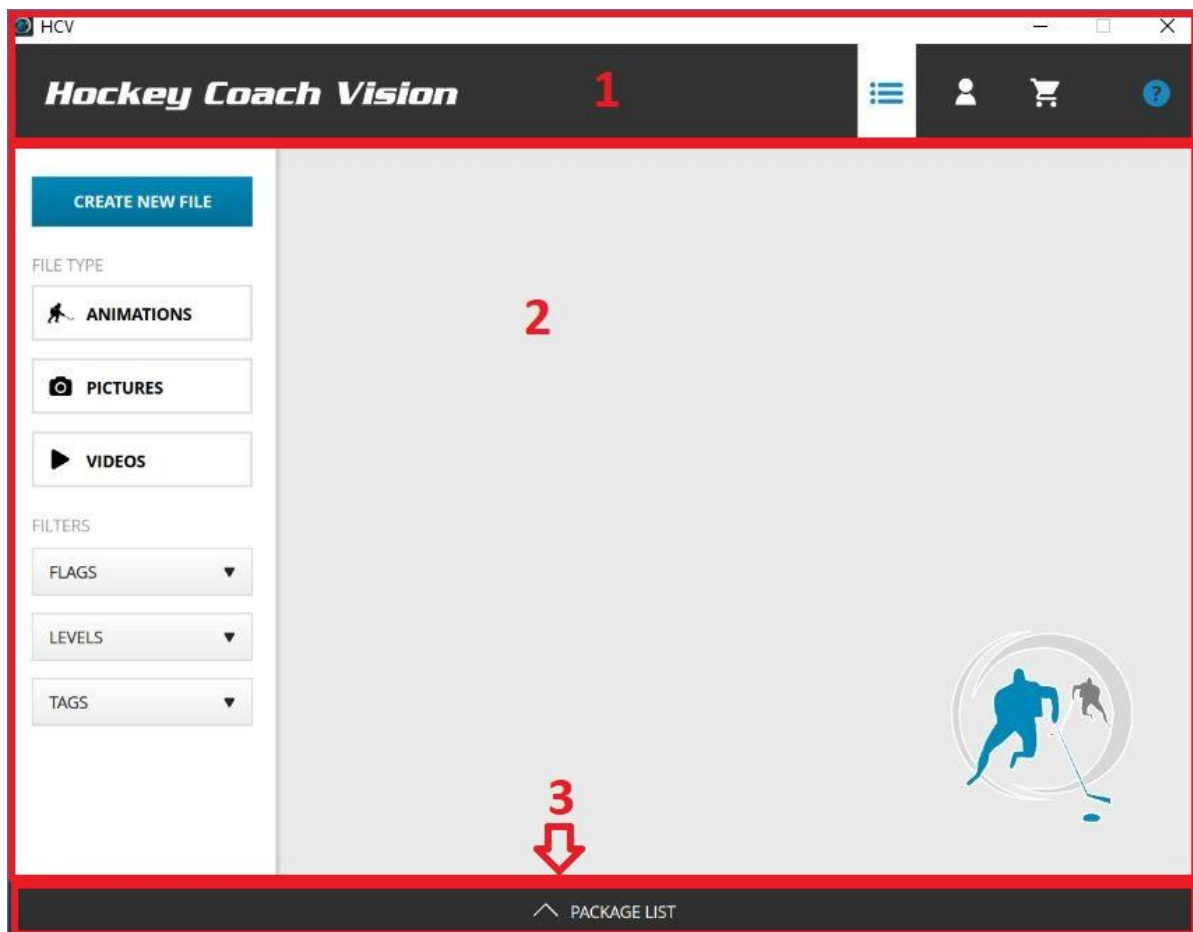 HCV
Hockey Coach Vision
1
?
CREATE NEW FILE
FILE TYPE
ANIMATIONS
2
PICTURES
VIDEOS
FILTERS
FLAGS
LEVELS
TAGS
3
PACKAGE LIST